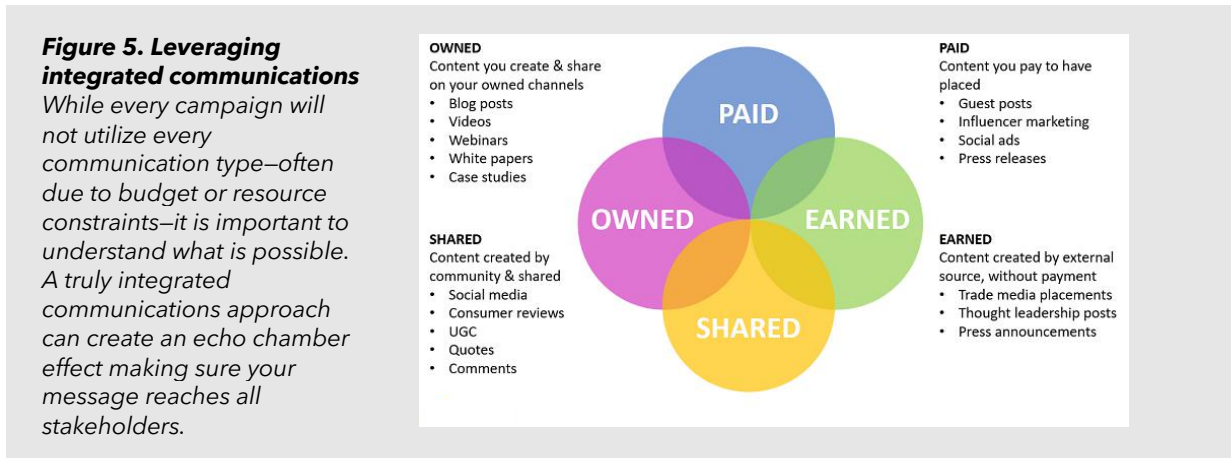 Figure 5. Leveraging
integrated communications
While every campaign will
not utilize every
communication type—often
due to budget or resource
constraints—it is important to
understand what is possible.
A truly integrated
communications approach
can create an echo chamber
effect making sure your
message reaches all
stakeholders.
OWNED
Content you create & share
on your owned channels
• Blog posts
• Videos
• Webinars
• White papers
• Case studies
SHARED
Content created by
community & shared
• Social media
• Consumer reviews
• UGC
• Quotes
• Comments
PAID
OWNED
EARNED
SHARED
PAID
Content you pay to have
placed
• Guest posts
• Influencer marketing
• Social ads
• Press releases
EARNED
Content created by external
source, without payment
• Trade media placements
• Thought leadership posts
• Press announcements